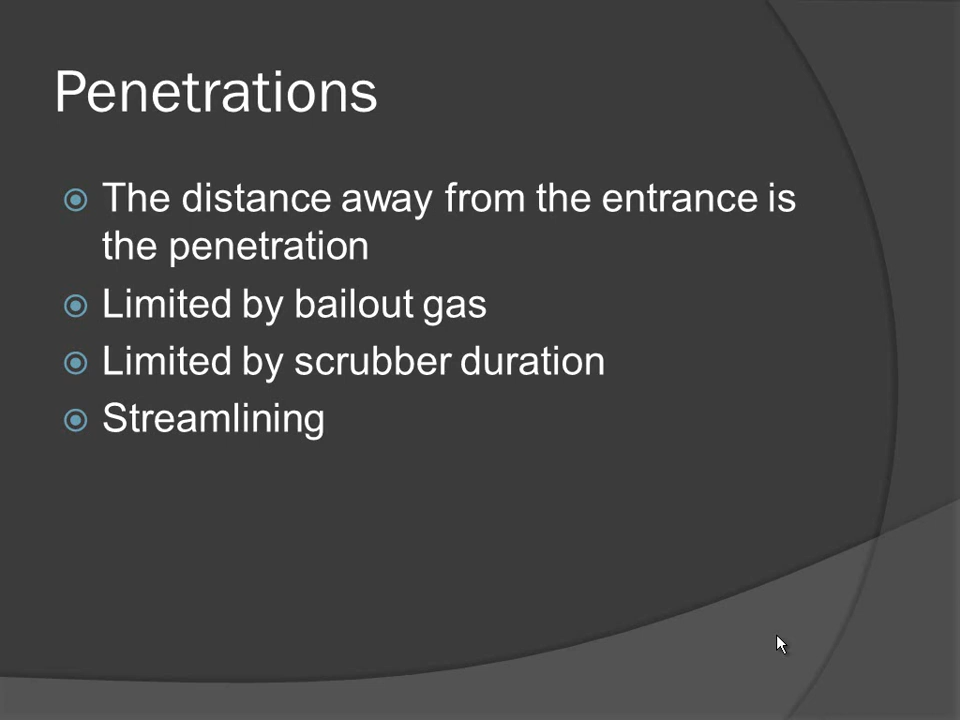 Penetrations
The distance away from the entrance is
the penetration
Limited by bailout gas
Limited by scrubber duration
Streamlining